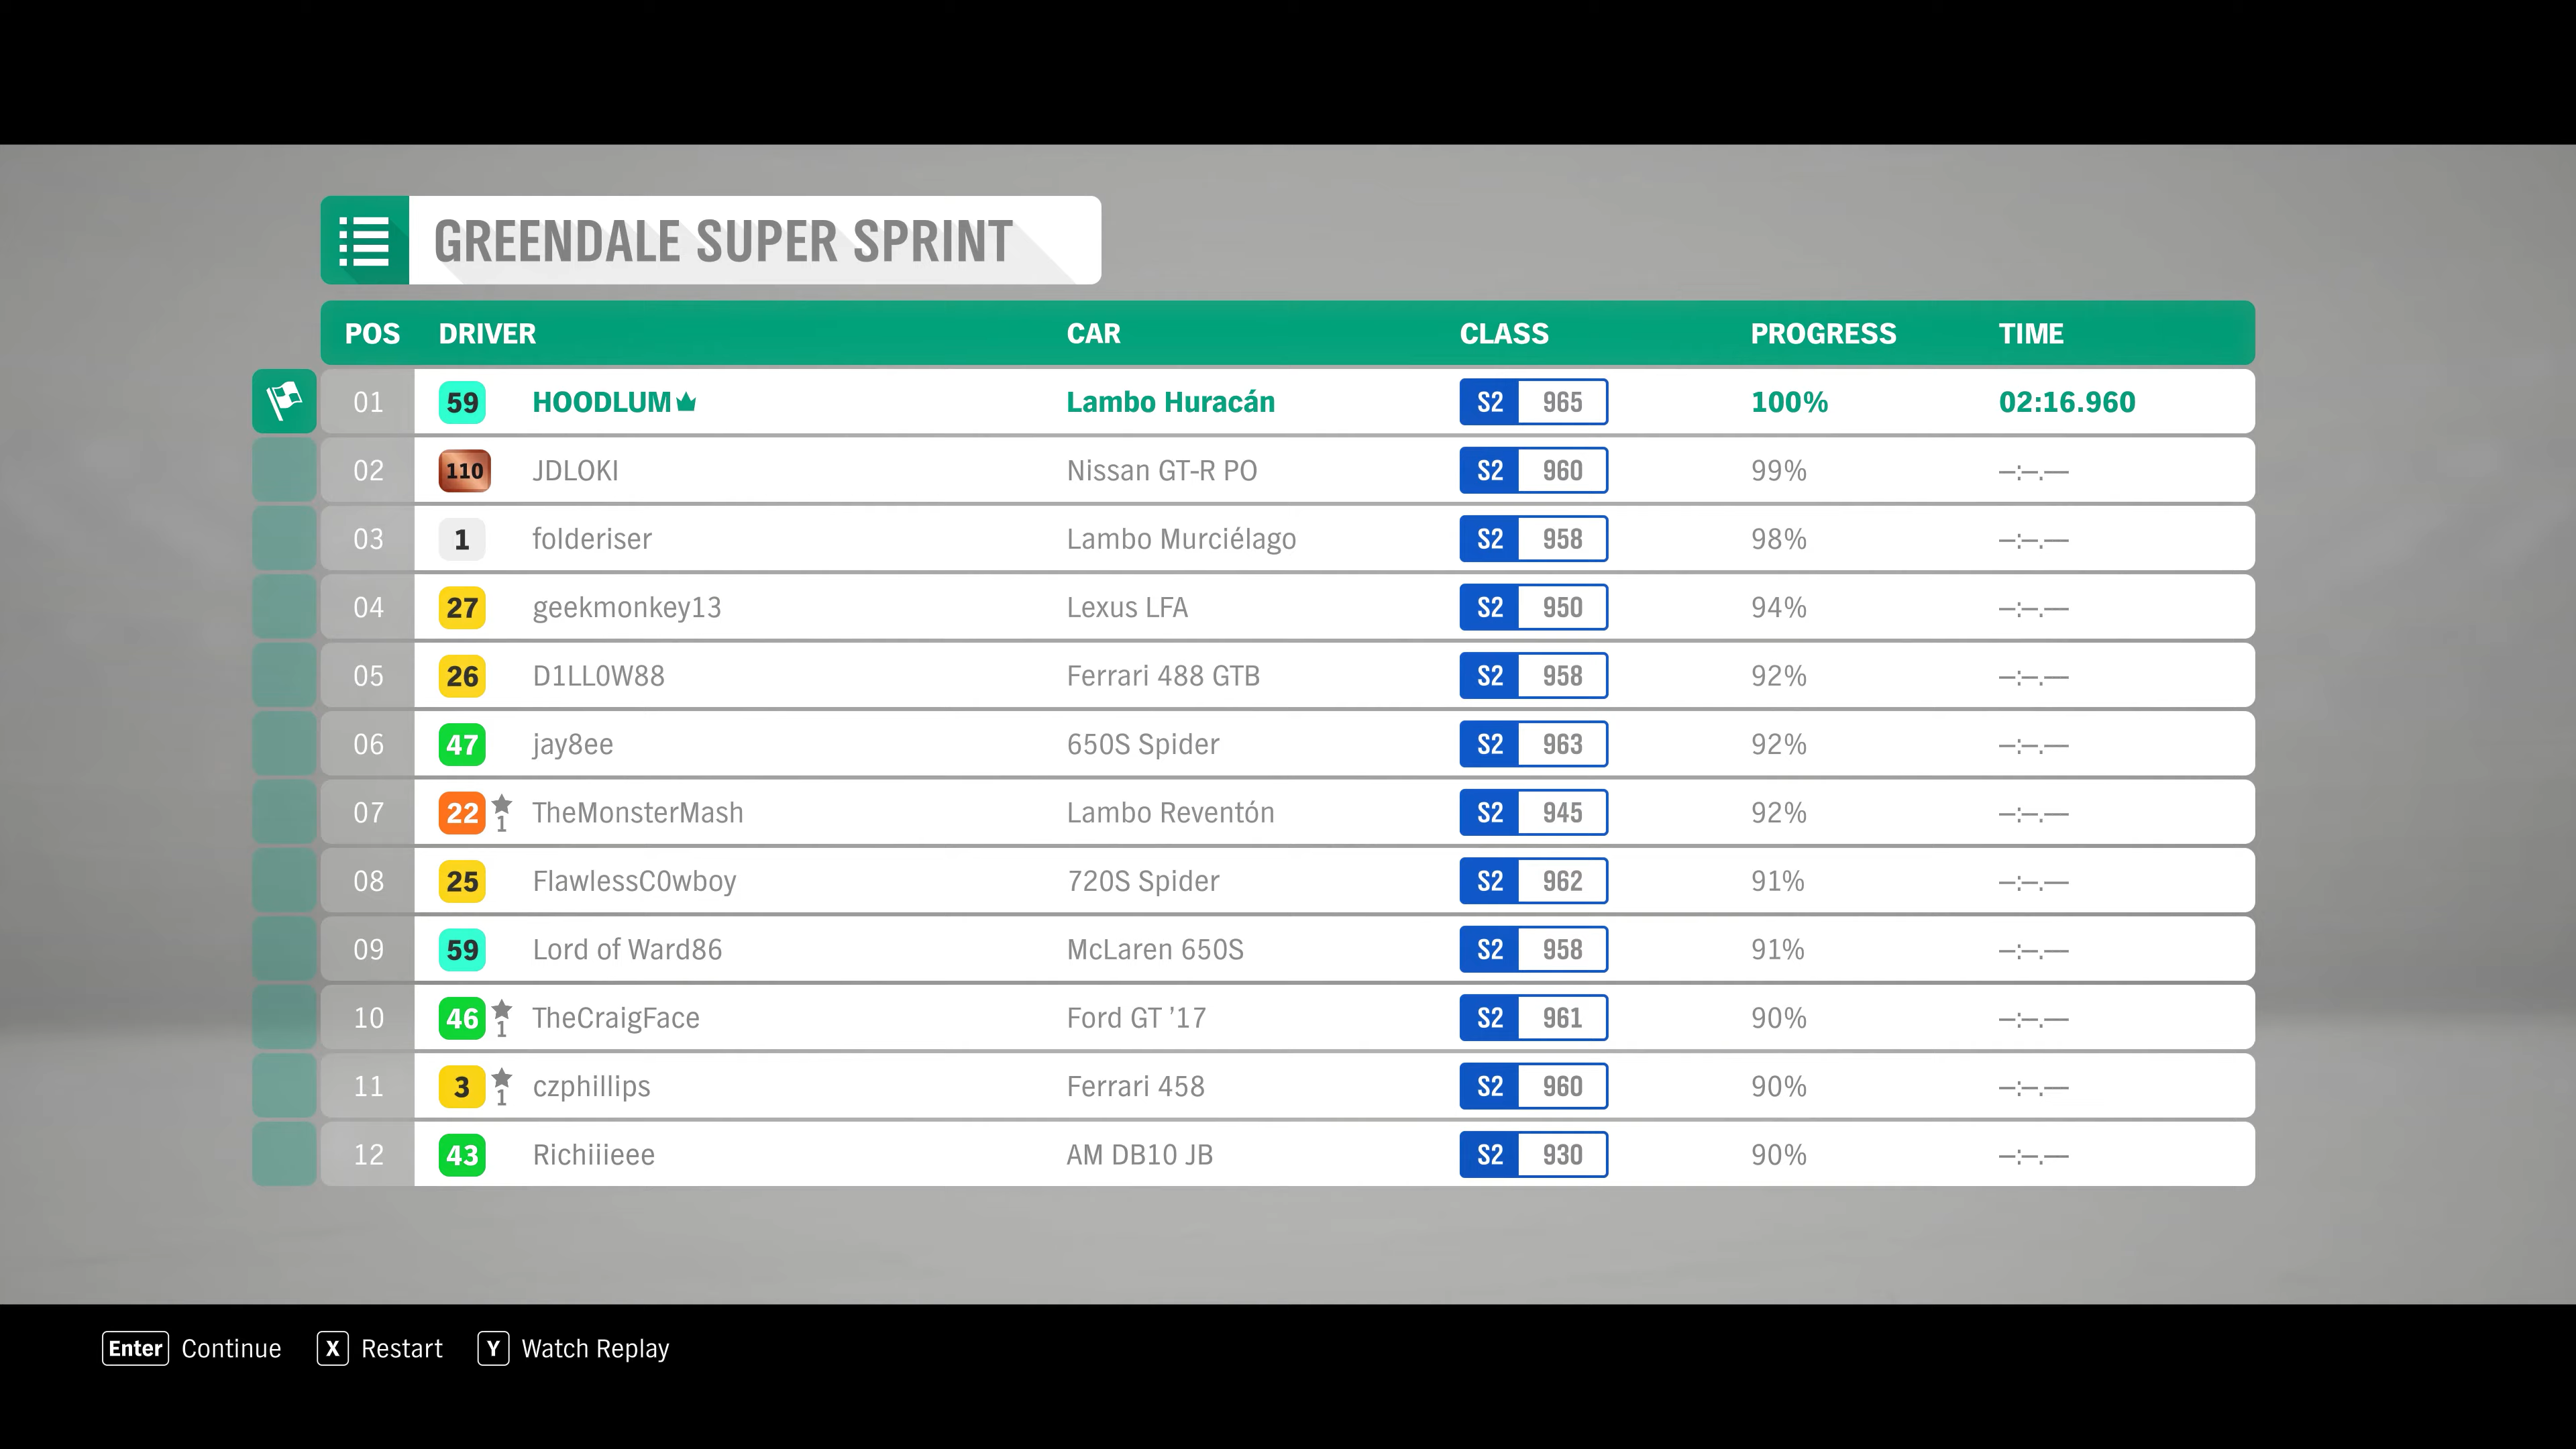 GREENDALE SUPER SPRINT
POS DRIVER CAR CLASS PROGRESS TIME
01 59 HOODLUM Lambo Huracán S2 965 100% 02:16.960
02 110 JDLOKI Nissan GT-R PO S2 960 99% --:--.---
03 1 folderiser Lambo Murciélago S2 958 98% --:--.---
04 27 geekmonkey13 Lexus LFA S2 950 94% --:--.---
05 26 D1LL0W88 Ferrari 488 GTB S2 958 92% --:--.---
06 47 jay8ee 650S Spider S2 963 92% --:--.---
07 22 1 TheMonsterMash Lambo Reventón S2 945 92% --:--.---
08 25 FlawlessC0wboy 720S Spider S2 962 91% --:--.---
09 59 Lord of Ward86 McLaren 650S S2 958 91% --:--.---
10 46 1 TheCraigFace Ford GT ’17 S2 961 90% --:--.---
11 3 1 czphillips Ferrari 458 S2 960 90% --:--.---
12 43 Richiiieee AM DB10 JB S2 930 90% --:--.---
Enter Continue X Restart Y Watch Replay